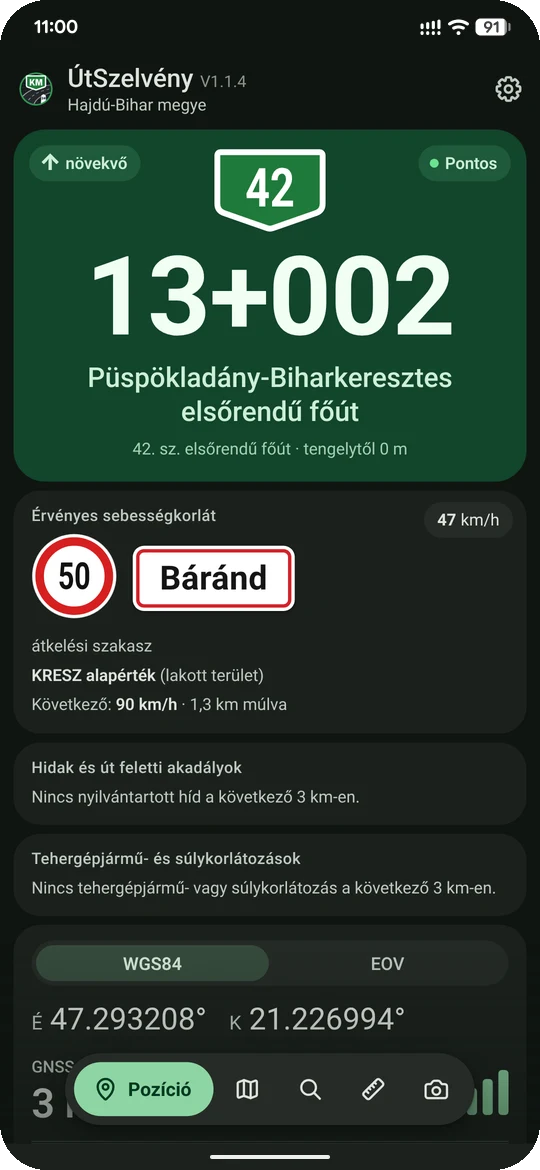 11:00
91
KM
ÚtSzelvény V1.1.4
Hajdú-Bihar megye
növekvő
42
Pontos
13+002
Püspökladány-Biharkeresztes
elsőrendű főút
42. sz. elsőrendű főút · tengelytől 0 m
Érvényes sebességkorlát
47 km/h
50
Báránd
átkelési szakasz
KRESZ alapérték (lakott terület)
Következő: 90 km/h · 1,3 km múlva
Hidak és út feletti akadályok
Nincs nyilvántartott híd a következő 3 km-en.
Tehergépjármű- és súlykorlátozások
Nincs tehergépjármű- vagy súlykorlátozás a következő 3 km-en.
WGS84 EOV
É 47.293208° K 21.226994°
GNSS
3
Pozíció